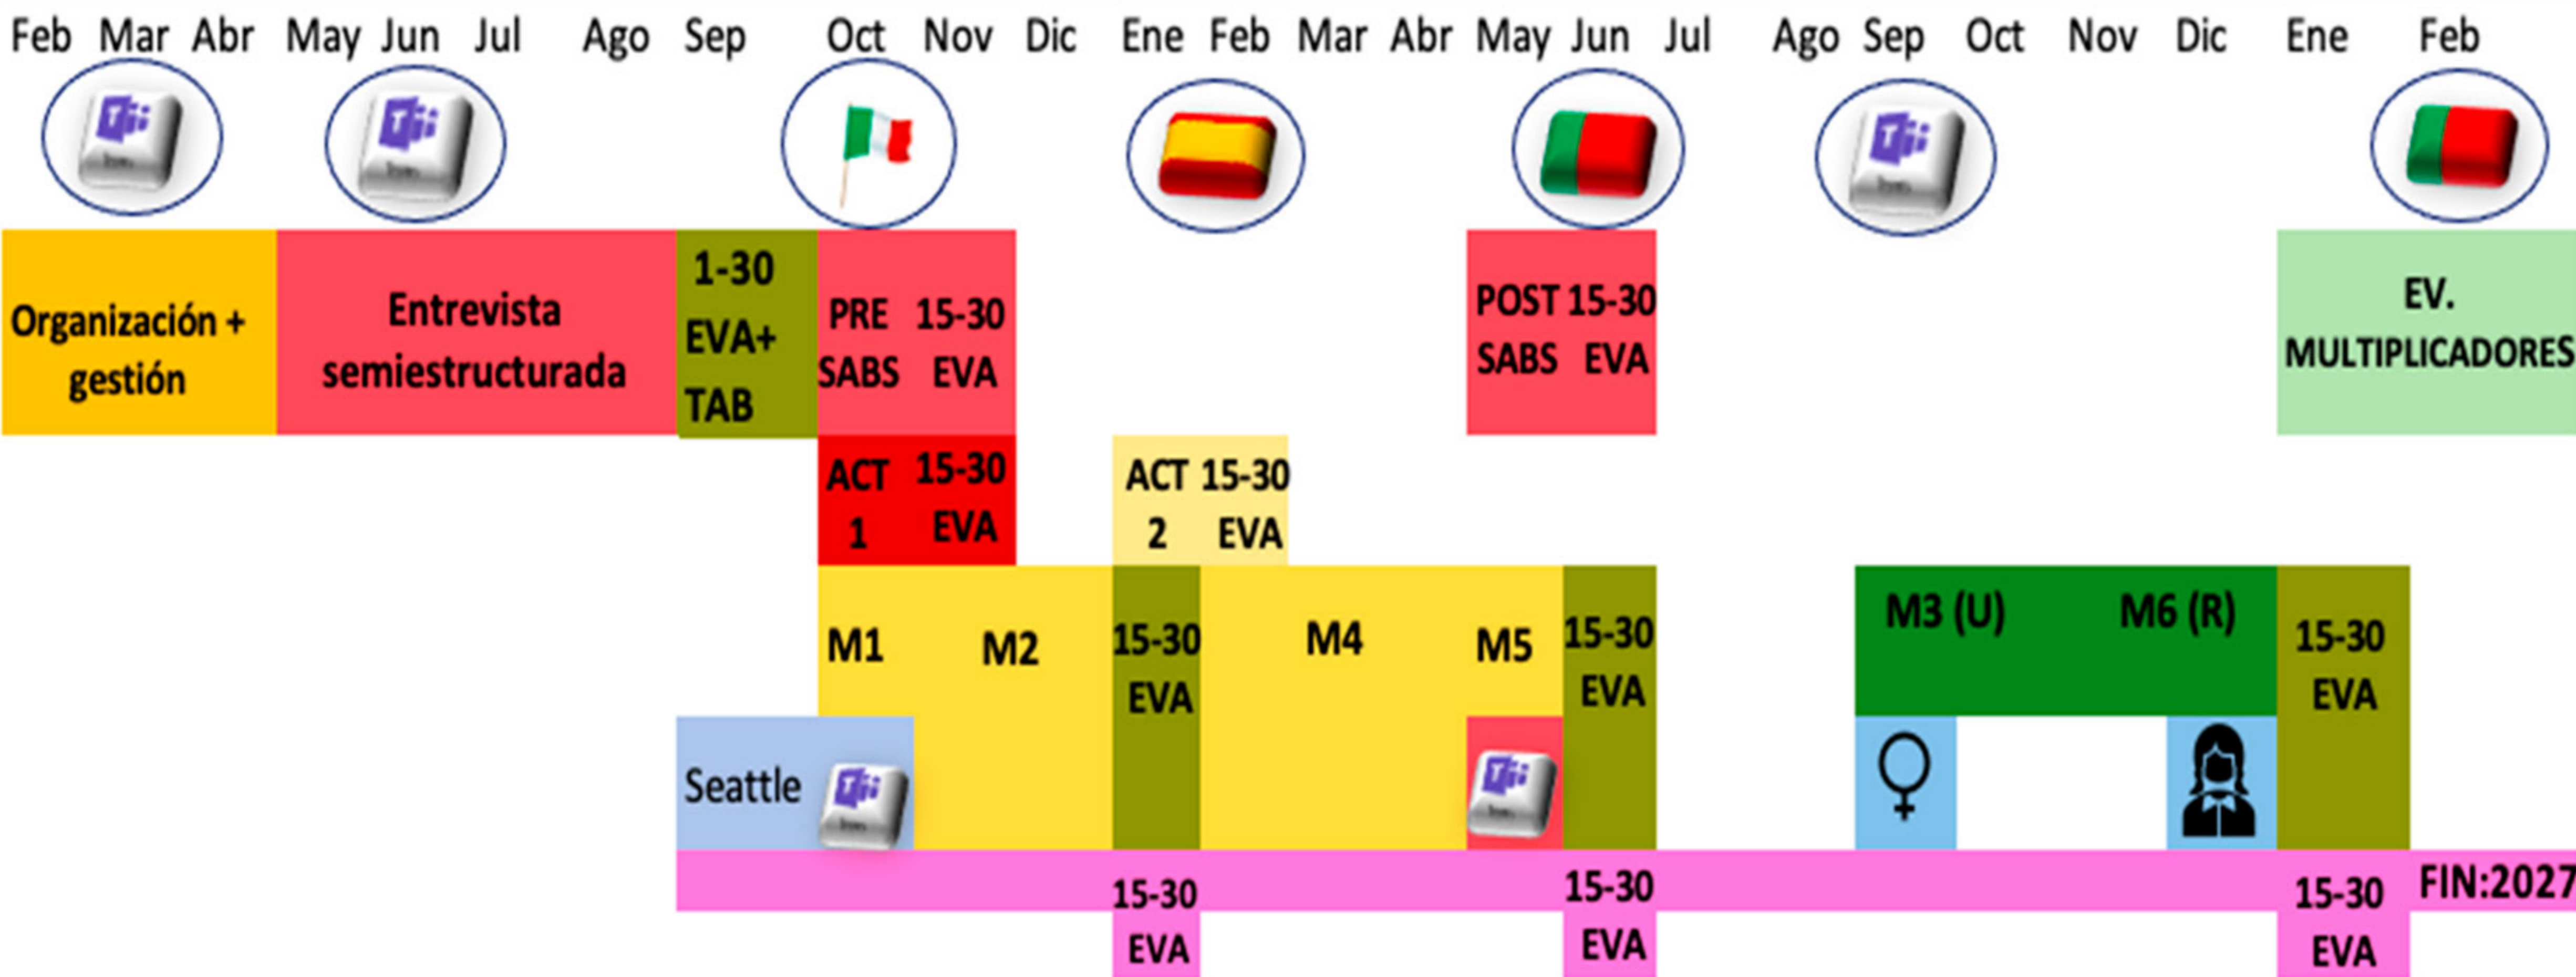 Feb Mar Abr May Jun Jul Ago Sep Oct Nov Dic Ene Feb Mar Abr May Jun Jul Ago Sep Oct Nov Dic Ene Feb
Organización +
gestión
Entrevista
semiestructurada
1-30
EVA+
TAB
PRE 15-30
SABS EVA
POST 15-30
SABS EVA
EV.
MULTIPLICADORES
ACT 15-30
1 EVA
ACT 15-30
2 EVA
M1
M2
15-30
EVA
M4
M5
15-30
EVA
M3 (U)
M6 (R)
15-30
EVA
Seattle
15-30
EVA
15-30
EVA
15-30
EVA
FIN:2027